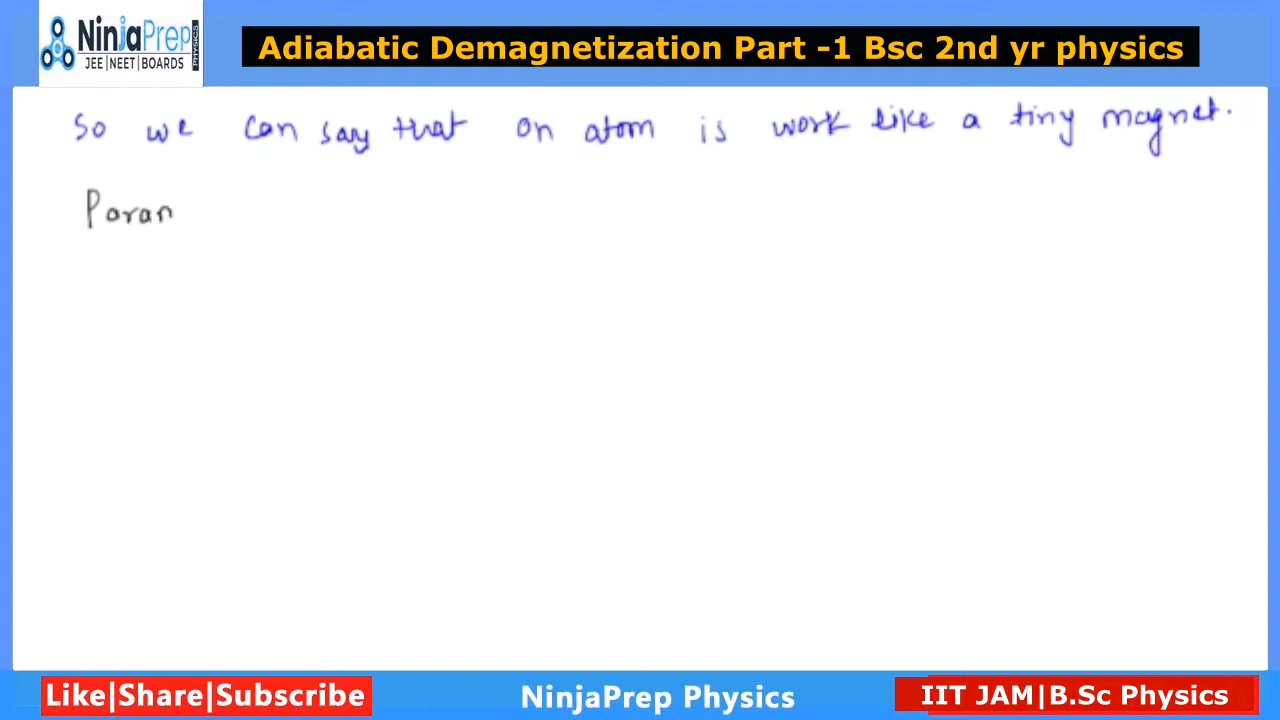 NinjaPrep
PHYSICS
JEE|NEET|BOARDS
Adiabatic Demagnetization Part -1 Bsc 2nd yr physics
So we can say that an atom is work like a tiny magnet.
Paran
Like|Share|Subscribe
NinjaPrep Physics
IIT JAM|B.Sc Physics